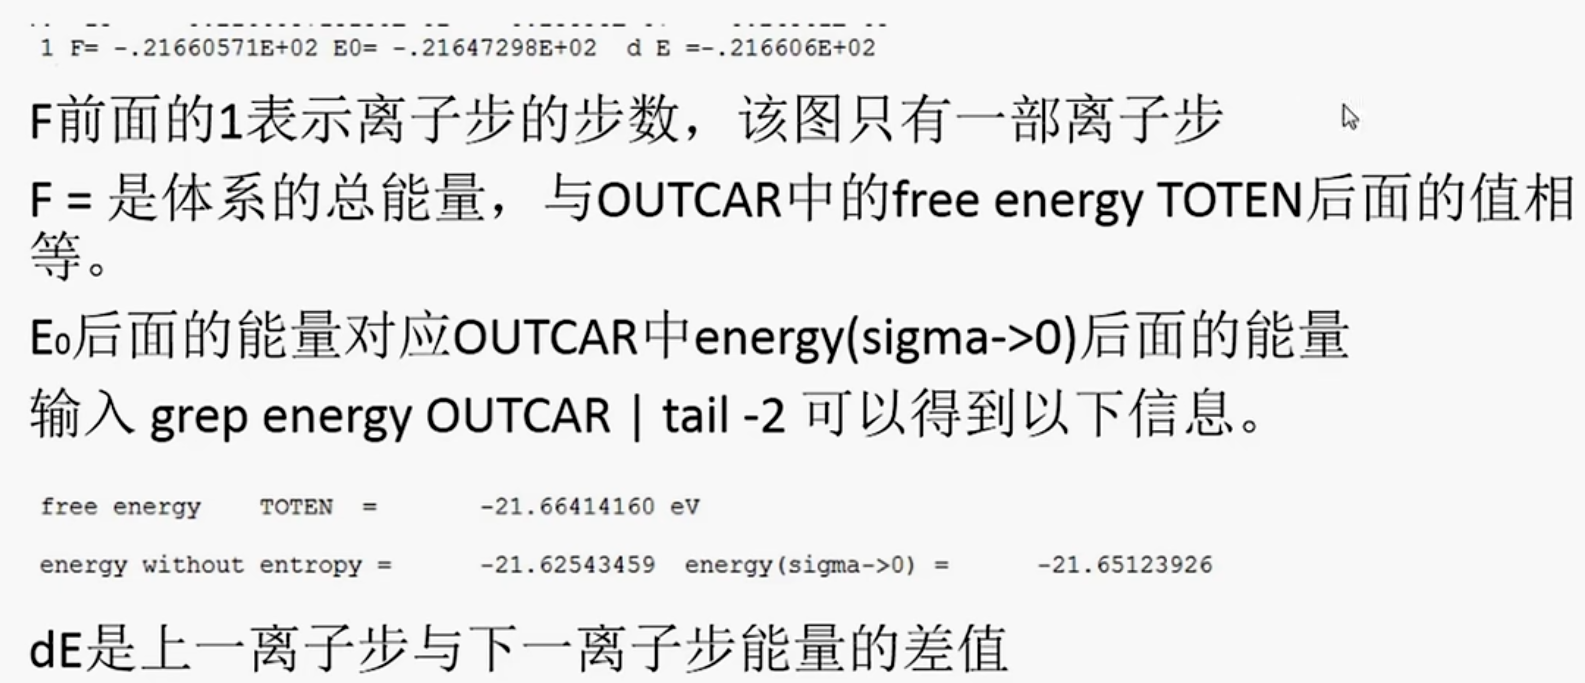 1 F= -.21660571E+02 E0= -.21647298E+02  d E =-.216606E+02
F前面的1表示离子步的步数，该图只有一部离子步
F = 是体系的总能量，与OUTCAR中的free energy TOTEN后面的值相
等。
E₀后面的能量对应OUTCAR中energy(sigma->0)后面的能量
输入 grep energy OUTCAR | tail -2 可以得到以下信息。
free energy    TOTEN  =       -21.66414160 eV
energy without entropy =      -21.62543459  energy(sigma->0) =      -21.65123926
dE是上一离子步与下一离子步能量的差值